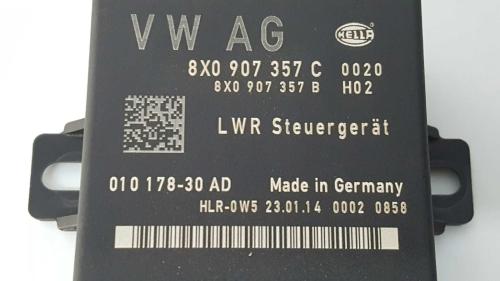 VW AG HELLA
8X0 907 357 C 0020
8X0 907 357 B H02
LWR Steuergerät
010 178-30 AD Made in Germany
HLR-0W5 23.01.14 0002 0858